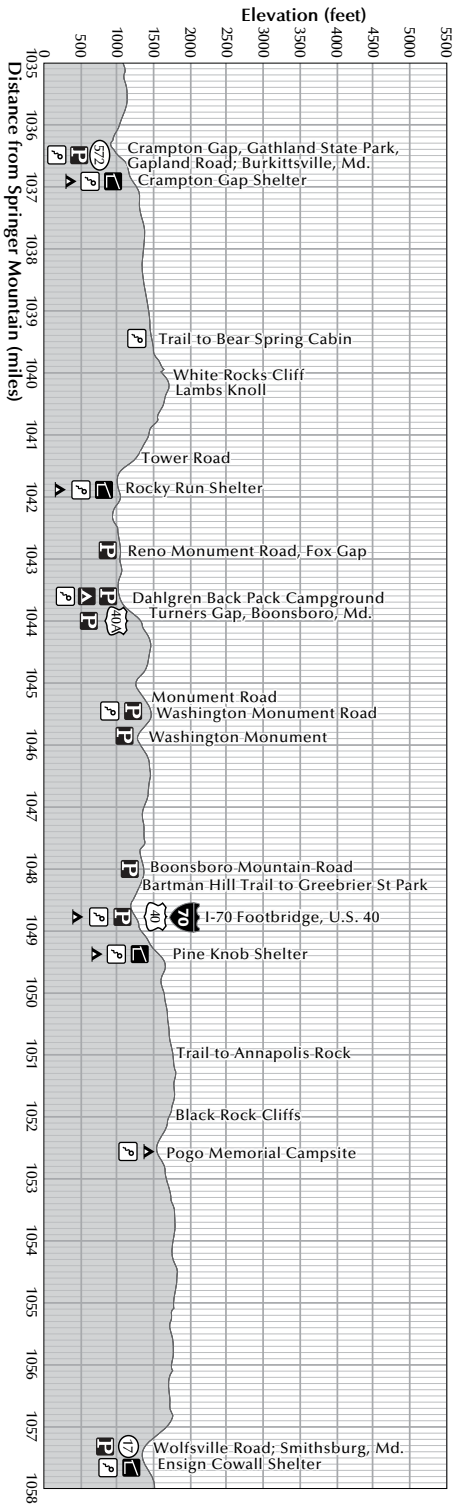 Elevation (feet)
0
500
1000
1500
2000
2500
3000
3500
4000
4500
5000
5500
Distance from Springer Mountain (miles)
1035
1036
1037
1038
1039
1040
1041
1042
1043
1044
1045
1046
1047
1048
1049
1050
1051
1052
1053
1054
1055
1056
1057
1058
Crampton Gap, Gathland State Park,
Gapland Road; Burkittsville, Md.
572
P
Crampton Gap Shelter
Trail to Bear Spring Cabin
White Rocks Cliff
Lambs Knoll
Tower Road
Rocky Run Shelter
Reno Monument Road, Fox Gap
P
Dahlgren Back Pack Campground
P
Turners Gap, Boonsboro, Md.
40A
P
Monument Road
Washington Monument Road
P
Washington Monument
P
Boonsboro Mountain Road
P
Bartman Hill Trail to Greebrier St Park
I-70 Footbridge, U.S. 40
70
40
P
Pine Knob Shelter
Trail to Annapolis Rock
Black Rock Cliffs
Pogo Memorial Campsite
Wolfsville Road; Smithsburg, Md.
17
P
Ensign Cowall Shelter